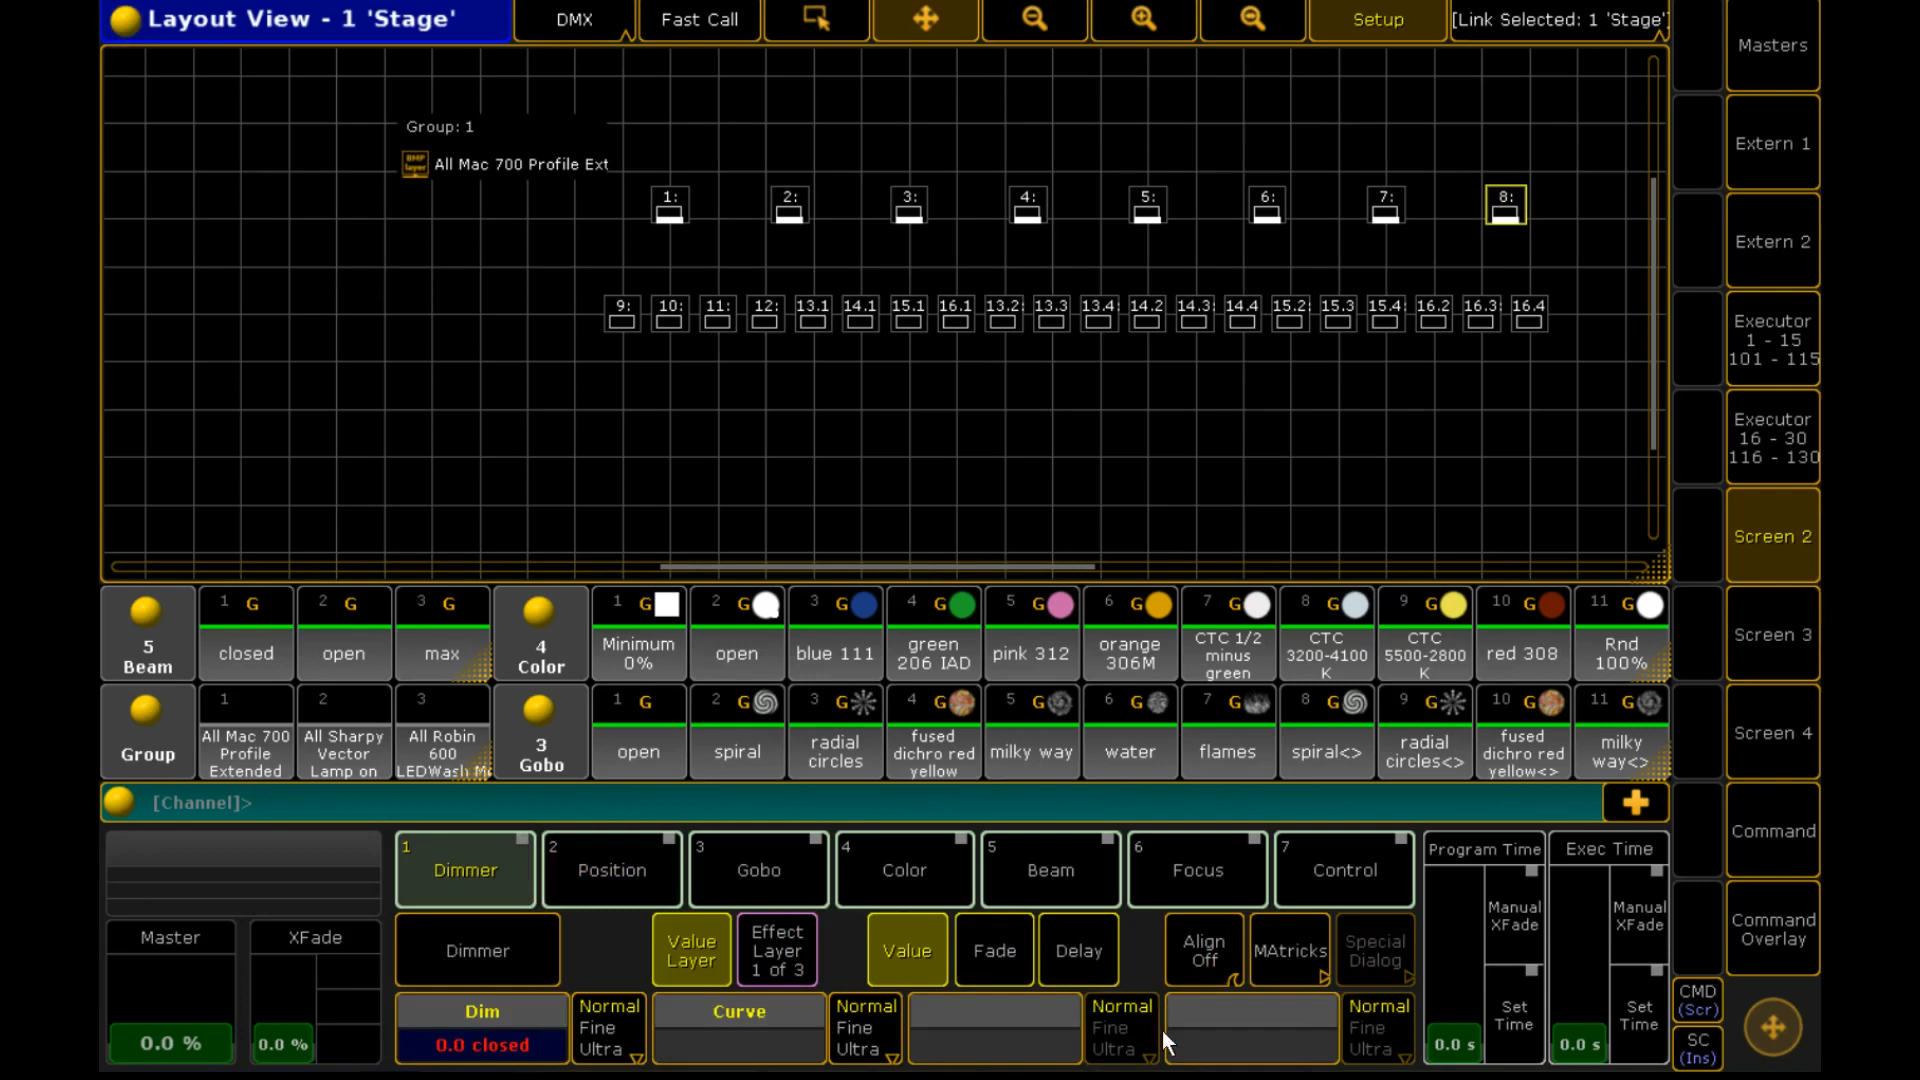 Layout View - 1 'Stage'
DMX
Fast Call
Setup
[Link Selected: 1 'Stage'
Masters
Extern 1
Extern 2
Executor
1 - 15
101 - 115
Executor
16 - 30
116 - 130
Screen 2
Screen 3
Screen 4
Command
Command
Overlay
CMD
(Scr)
SC
(Ins)
Group: 1
BMP
layer
All Mac 700 Profile Ext
1: 2: 3: 4: 5: 6: 7: 8:
9: 10: 11: 12: 13.1 14.1 15.1 16.1 13.2: 13.3 13.4: 14.2 14.3: 14.4 15.2: 15.3 15.4: 16.2 16.3: 16.4
5
Beam
1 G
closed
2 G
open
3 G
max
4
Color
1 G
Minimum
0%
2 G
open
3 G
blue 111
4 G
green
206 IAD
5 G
pink 312
6 G
orange
306M
7 G
CTC 1/2
minus
green
8 G
CTC
3200-4100
K
9 G
CTC
5500-2800
K
10 G
red 308
11 G
Rnd
100%
Group
1
All Mac 700
Profile
Extended
2
All Sharpy
Vector
Lamp on
3
All Robin
600
LEDWash M
3
Gobo
1 G
open
2 G
spiral
3 G
radial
circles
4 G
fused
dichro red
yellow
5 G
milky way
6 G
water
7 G
flames
8 G
spiral<>
9 G
radial
circles<>
10 G
fused
dichro red
yellow<>
11 G
milky
way<>
[Channel]>
Master
0.0 %
XFade
0.0 %
1
Dimmer
2
Position
3
Gobo
4
Color
5
Beam
6
Focus
7
Control
Dimmer
Value
Layer
Effect
Layer
1 of 3
Value
Fade
Delay
Align
Off
MAtricks
Special
Dialog
Dim
0.0 closed
Normal
Fine
Ultra
Curve
Normal
Fine
Ultra
Normal
Fine
Ultra
Normal
Fine
Ultra
Program Time
Manual
XFade
Set
Time
0.0 s
Exec Time
Manual
XFade
Set
Time
0.0 s